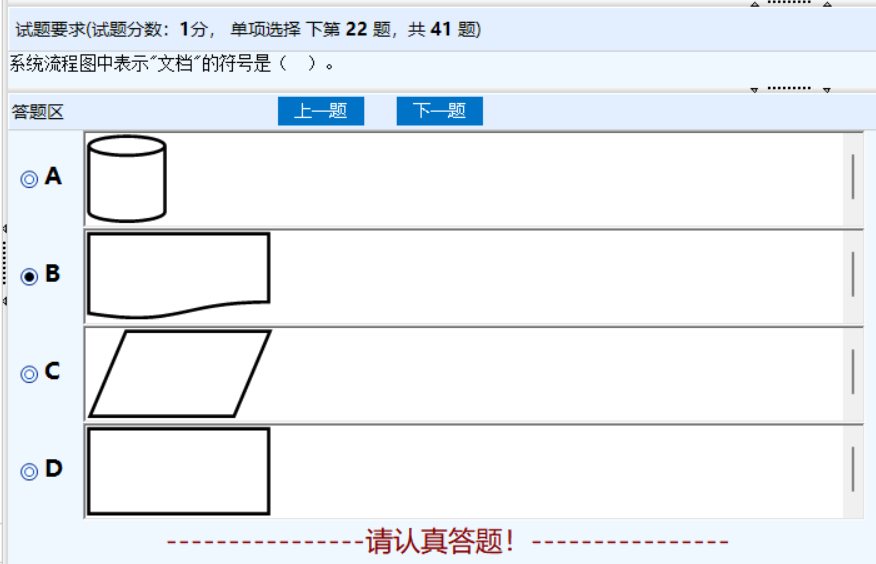 试题要求(试题分数：1分， 单项选择 下第 22 题，共 41 题)
系统流程图中表示"文档"的符号是（　）。
答题区 上一题 下一题
A
B
C
D
----------------请认真答题！----------------